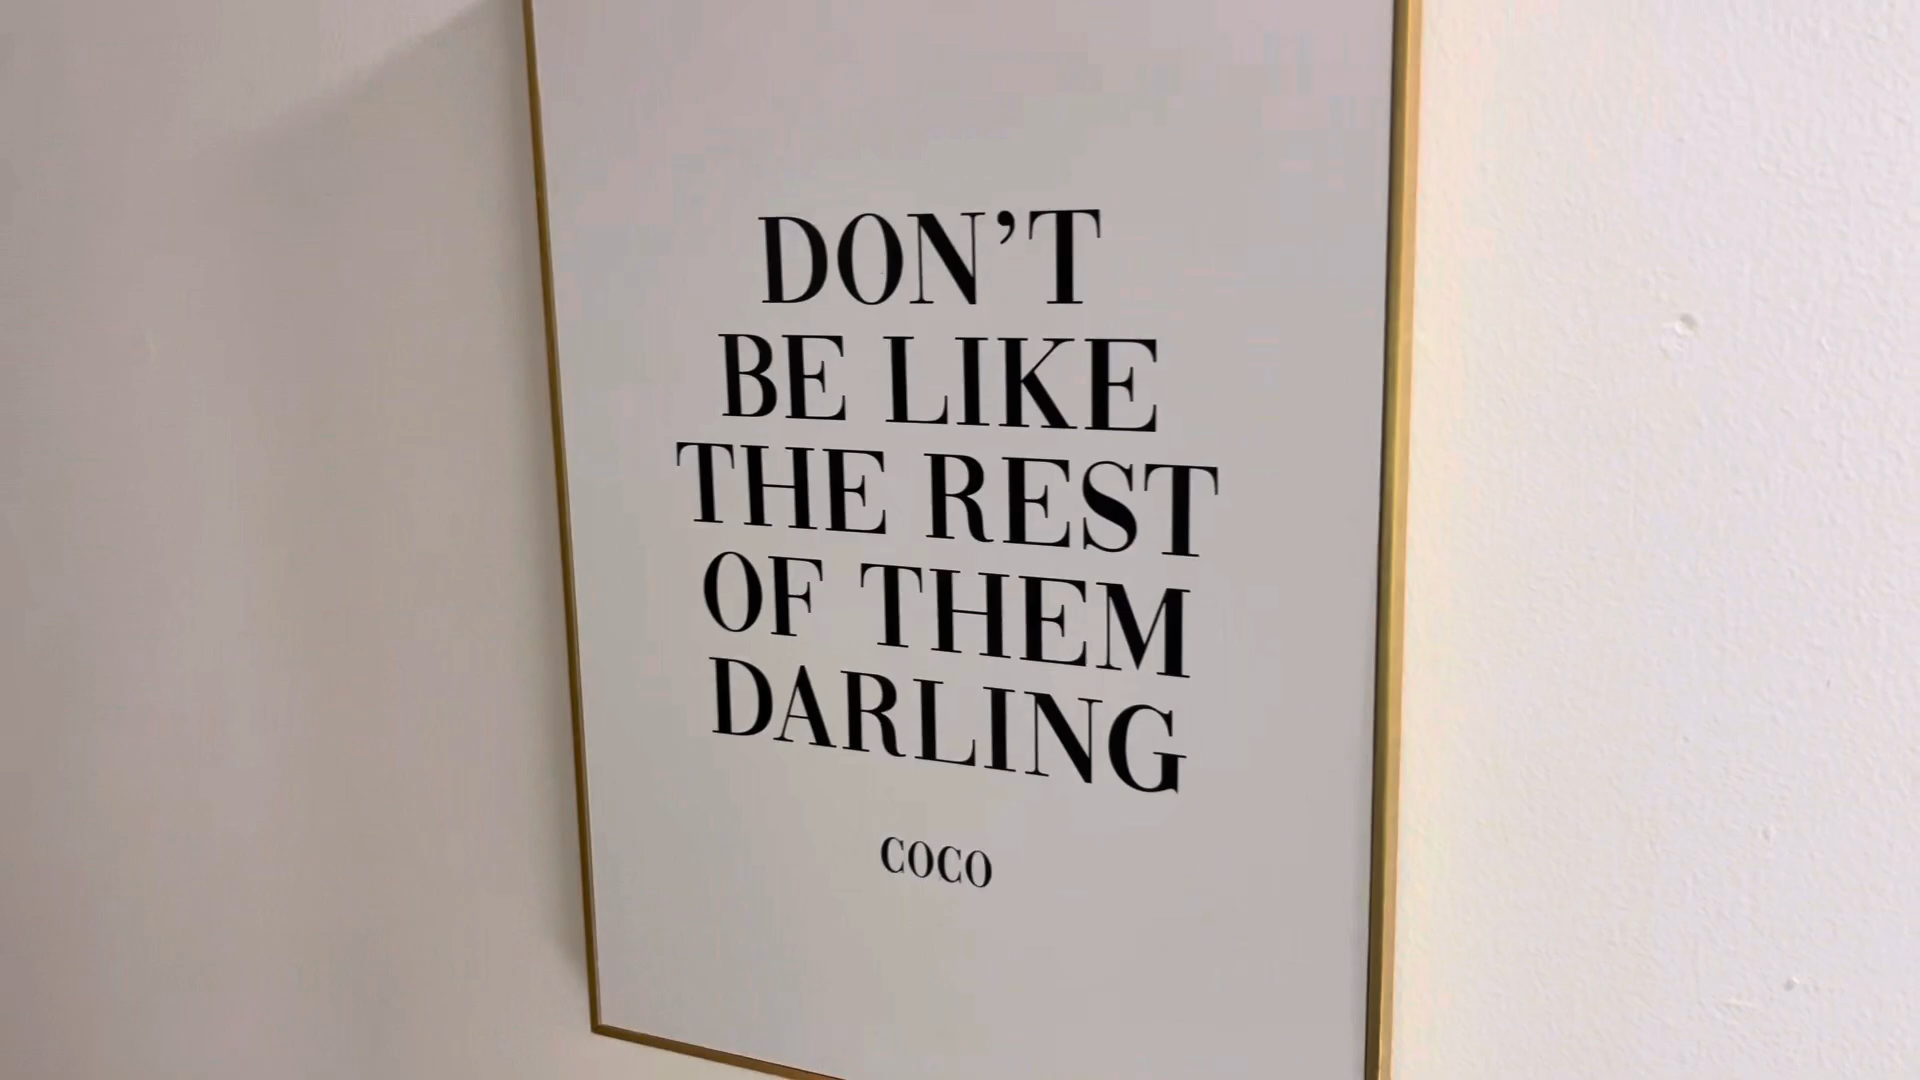 DON’T
BE LIKE
THE REST
OF THEM
DARLING
COCO